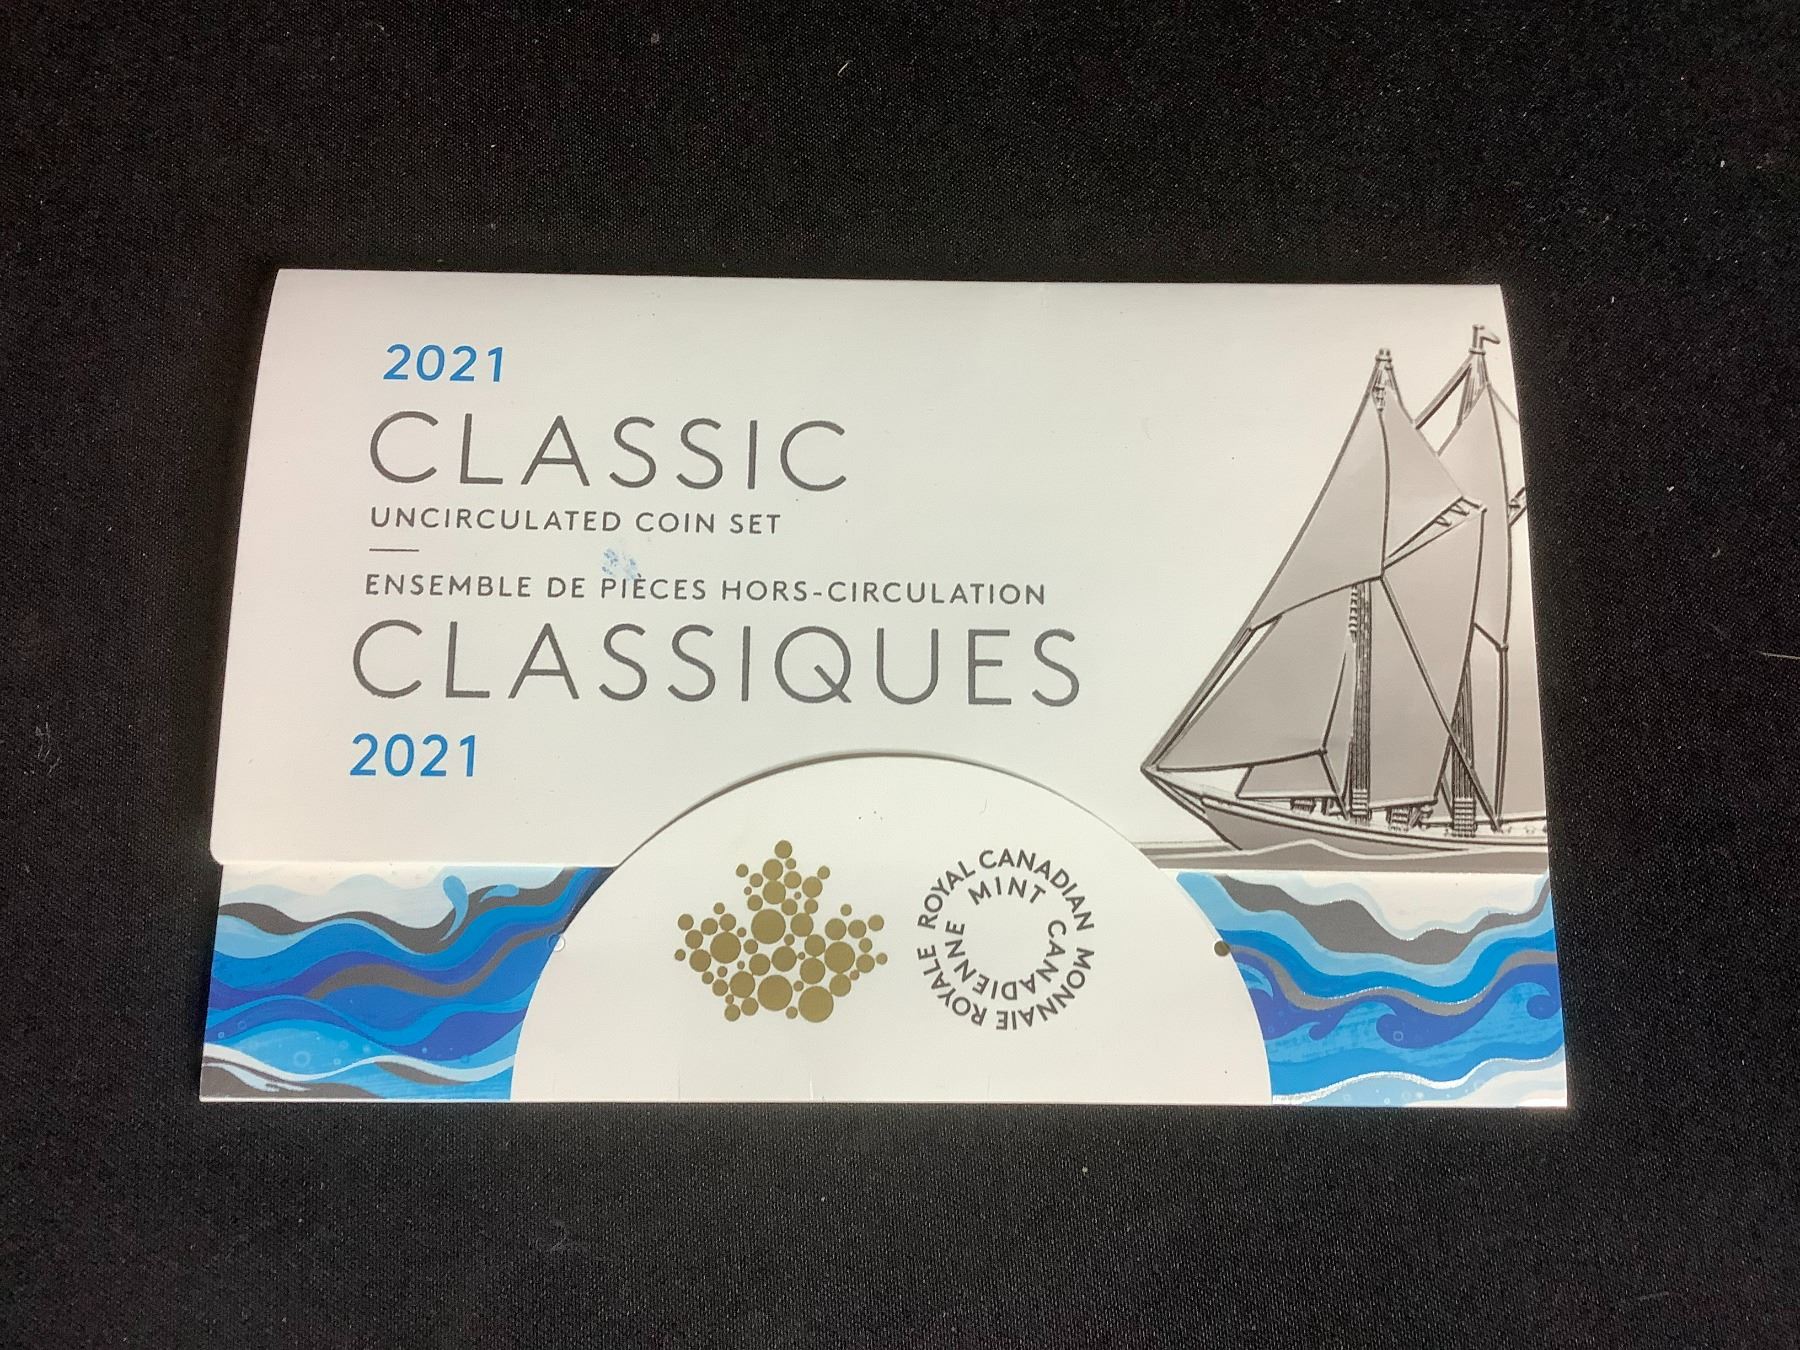 2021
CLASSIC
UNCIRCULATED COIN SET
ENSEMBLE DE PIÈCES HORS-CIRCULATION
CLASSIQUES
2021
ROYAL CANADIAN MINT
MONNAIE ROYALE CANADIENNE